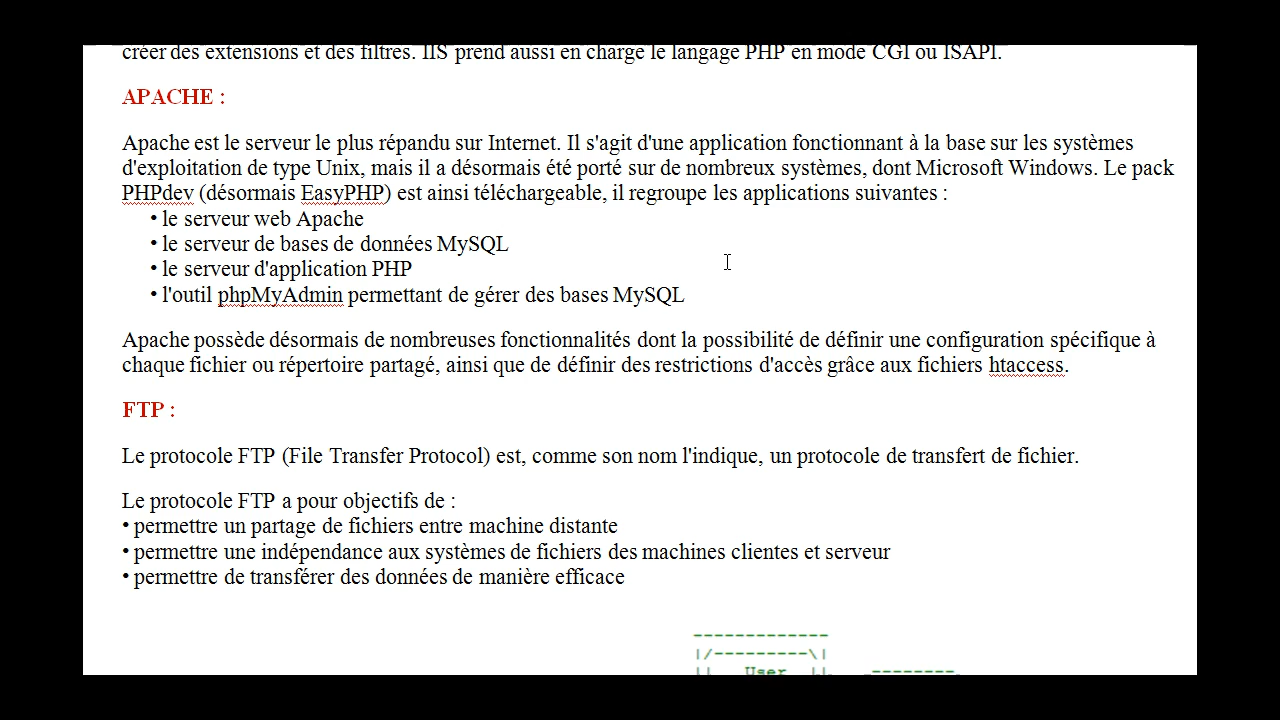 créer des extensions et des filtres. IIS prend aussi en charge le langage PHP en mode CGI ou ISAPI.
APACHE :
Apache est le serveur le plus répandu sur Internet. Il s'agit d'une application fonctionnant à la base sur les systèmes
d'exploitation de type Unix, mais il a désormais été porté sur de nombreux systèmes, dont Microsoft Windows. Le pack
PHPdev (désormais EasyPHP) est ainsi téléchargeable, il regroupe les applications suivantes :
• le serveur web Apache
• le serveur de bases de données MySQL
• le serveur d'application PHP
• l'outil phpMyAdmin permettant de gérer des bases MySQL
Apache possède désormais de nombreuses fonctionnalités dont la possibilité de définir une configuration spécifique à
chaque fichier ou répertoire partagé, ainsi que de définir des restrictions d'accès grâce aux fichiers htaccess.
FTP :
Le protocole FTP (File Transfer Protocol) est, comme son nom l'indique, un protocole de transfert de fichier.
Le protocole FTP a pour objectifs de :
• permettre un partage de fichiers entre machine distante
• permettre une indépendance aux systèmes de fichiers des machines clientes et serveur
• permettre de transférer des données de manière efficace
-------------
|/---------\|
|| User ||. .--------.